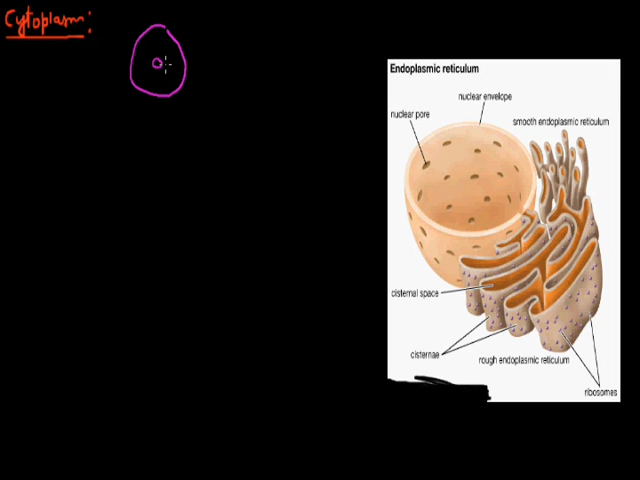 Cytoplasm:
Endoplasmic reticulum
nuclear envelope
nuclear pore
smooth endoplasmic reticulum
cisternal space
cisternae
rough endoplasmic reticulum
ribosomes